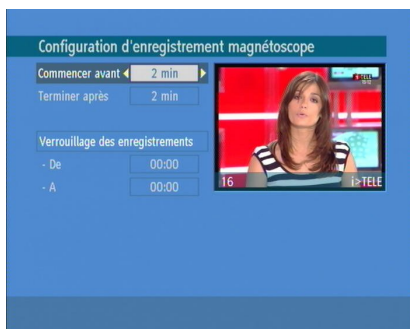 Configuration d'enregistrement magnétoscope
Commencer avant 2 min
Terminer après 2 min
Verrouillage des enregistrements
- De 00:00
- A 00:00
16 i>TELE